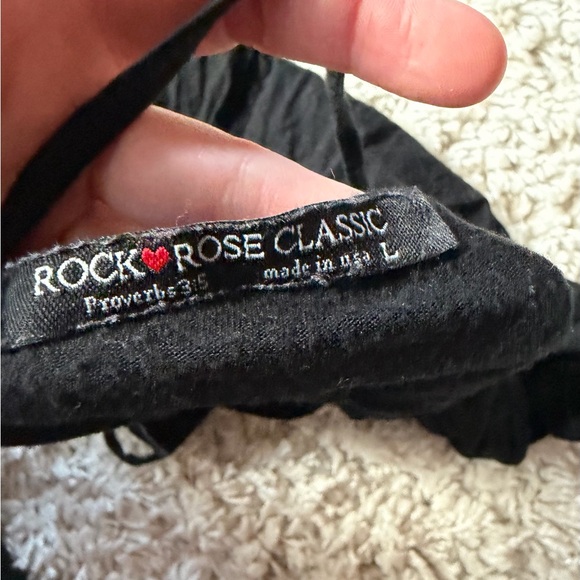 ROCK♥ROSE CLASSIC
Proverbs 3:5 made in usa L